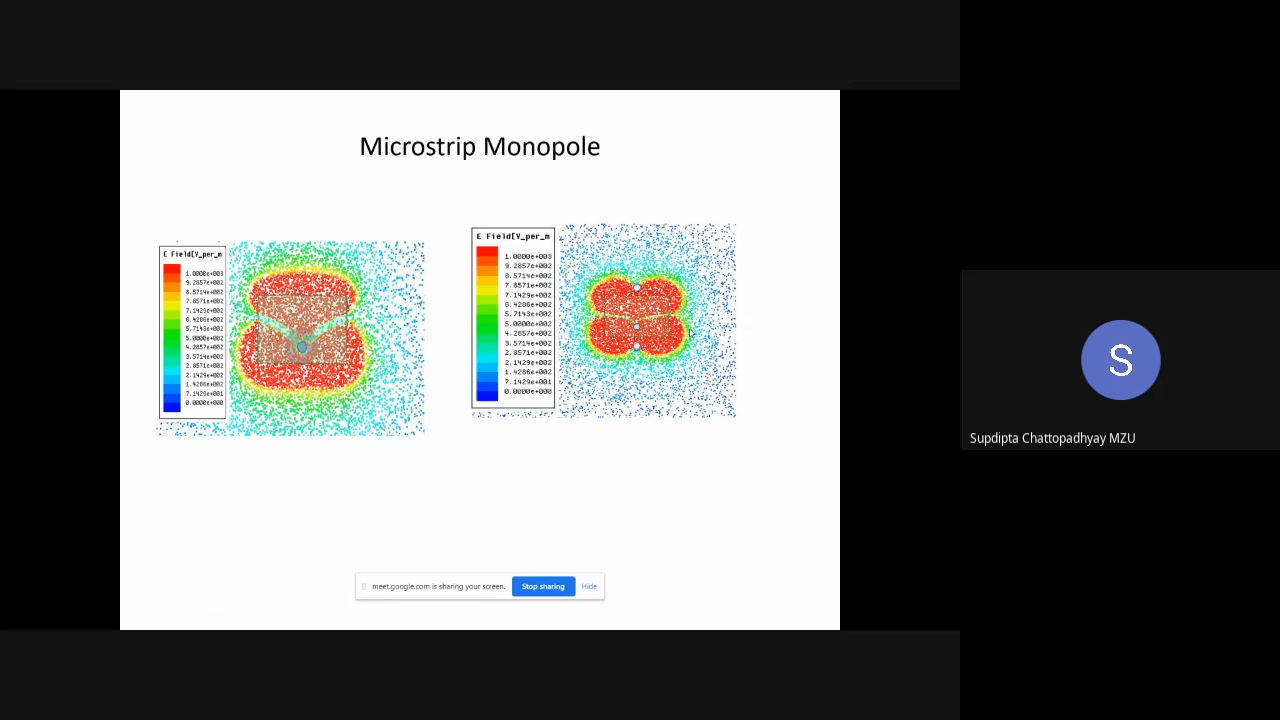 Microstrip Monopole
E Field[V_per_m
1.0000e+003
9.2857e+002
8.5714e+002
7.8571e+002
7.1429e+002
6.4286e+002
5.7143e+002
5.0000e+002
4.2857e+002
3.5714e+002
2.8571e+002
2.1429e+002
1.4286e+002
7.1429e+001
0.0000e+000
E Field[V_per_m
1.0000e+003
9.2857e+002
8.5714e+002
7.8571e+002
7.1429e+002
6.4286e+002
5.7143e+002
5.0000e+002
4.2857e+002
3.5714e+002
2.8571e+002
2.1429e+002
1.4286e+002
7.1429e+001
0.0000e+000
S
Supdipta Chattopadhyay MZU
meet.google.com is sharing your screen. Stop sharing Hide